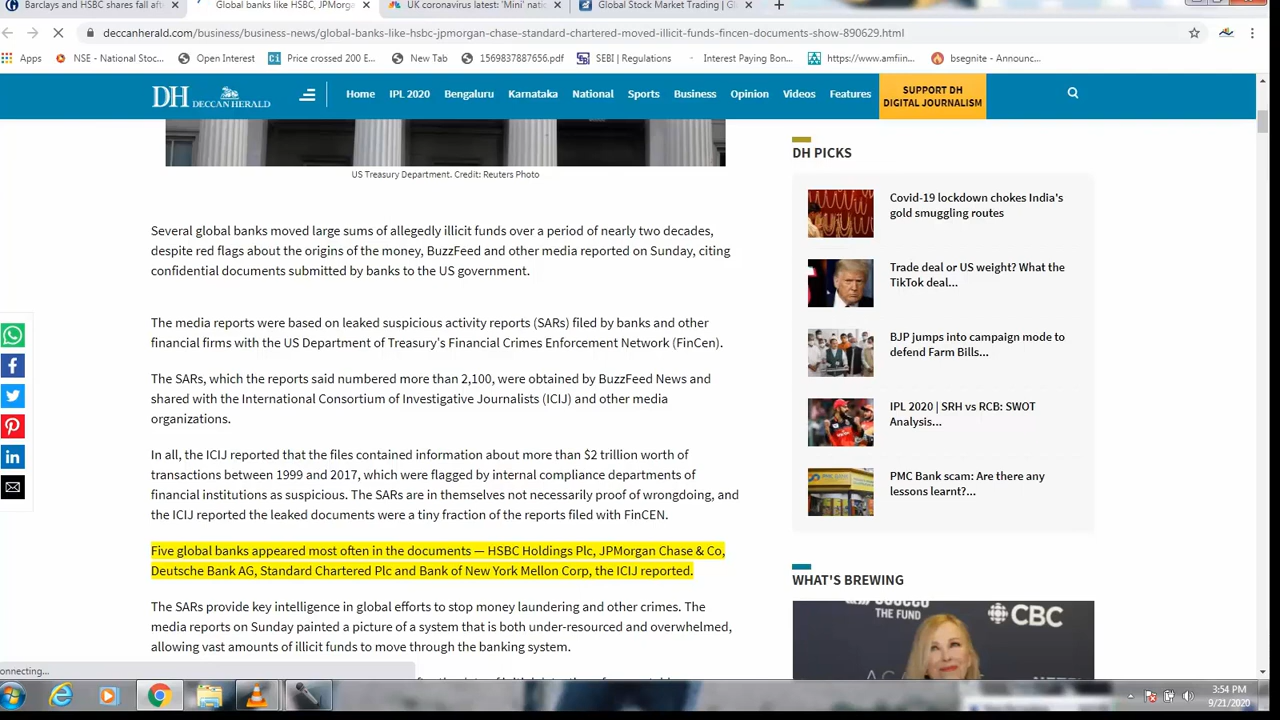 Barclays and HSBC shares fall afte
Global banks like HSBC, JPMorga
UK coronavirus latest: 'Mini' natio
Global Stock Market Trading | Gl
deccanherald.com/business/business-news/global-banks-like-hsbc-jpmorgan-chase-standard-chartered-moved-illicit-funds-fincen-documents-show-890629.html
Apps
NSE - National Stoc...
Open Interest
Price crossed 200 E...
New Tab
1569837887656.pdf
SEBI | Regulations
Interest Paying Bon...
https://www.amfiin...
bsegnite - Announc...
DH DECCAN HERALD
Home
IPL 2020
Bengaluru
Karnataka
National
Sports
Business
Opinion
Videos
Features
SUPPORT DH
DIGITAL JOURNALISM
US Treasury Department. Credit: Reuters Photo
Several global banks moved large sums of allegedly illicit funds over a period of nearly two decades,
despite red flags about the origins of the money, BuzzFeed and other media reported on Sunday, citing
confidential documents submitted by banks to the US government.
The media reports were based on leaked suspicious activity reports (SARs) filed by banks and other
financial firms with the US Department of Treasury's Financial Crimes Enforcement Network (FinCen).
The SARs, which the reports said numbered more than 2,100, were obtained by BuzzFeed News and
shared with the International Consortium of Investigative Journalists (ICIJ) and other media
organizations.
In all, the ICIJ reported that the files contained information about more than $2 trillion worth of
transactions between 1999 and 2017, which were flagged by internal compliance departments of
financial institutions as suspicious. The SARs are in themselves not necessarily proof of wrongdoing, and
the ICIJ reported the leaked documents were a tiny fraction of the reports filed with FinCEN.
Five global banks appeared most often in the documents — HSBC Holdings Plc, JPMorgan Chase & Co,
Deutsche Bank AG, Standard Chartered Plc and Bank of New York Mellon Corp, the ICIJ reported.
The SARs provide key intelligence in global efforts to stop money laundering and other crimes. The
media reports on Sunday painted a picture of a system that is both under-resourced and overwhelmed,
allowing vast amounts of illicit funds to move through the banking system.
DH PICKS
Covid-19 lockdown chokes India's
gold smuggling routes
Trade deal or US weight? What the
TikTok deal...
BJP jumps into campaign mode to
defend Farm Bills...
IPL 2020 | SRH vs RCB: SWOT
Analysis...
PMC Bank scam: Are there any
lessons learnt?...
WHAT'S BREWING
THE FUND
CBC
onnecting...
3:54 PM
9/21/2020